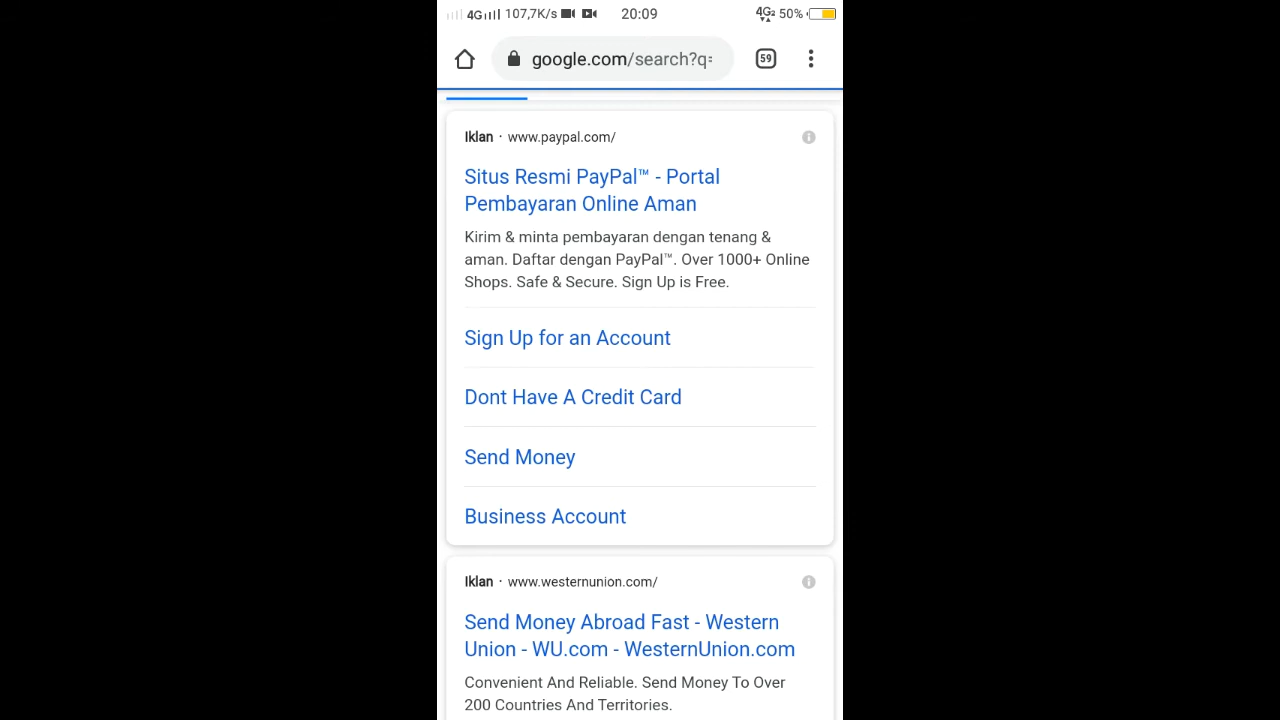 4G 107,7K/s 20:09 4G2 50%
google.com/search?q=
59
Iklan · www.paypal.com/
Situs Resmi PayPal™ - Portal
Pembayaran Online Aman
Kirim & minta pembayaran dengan tenang &
aman. Daftar dengan PayPal™. Over 1000+ Online
Shops. Safe & Secure. Sign Up is Free.
Sign Up for an Account
Dont Have A Credit Card
Send Money
Business Account
Iklan · www.westernunion.com/
Send Money Abroad Fast - Western
Union - WU.com - WesternUnion.com
Convenient And Reliable. Send Money To Over
200 Countries And Territories.